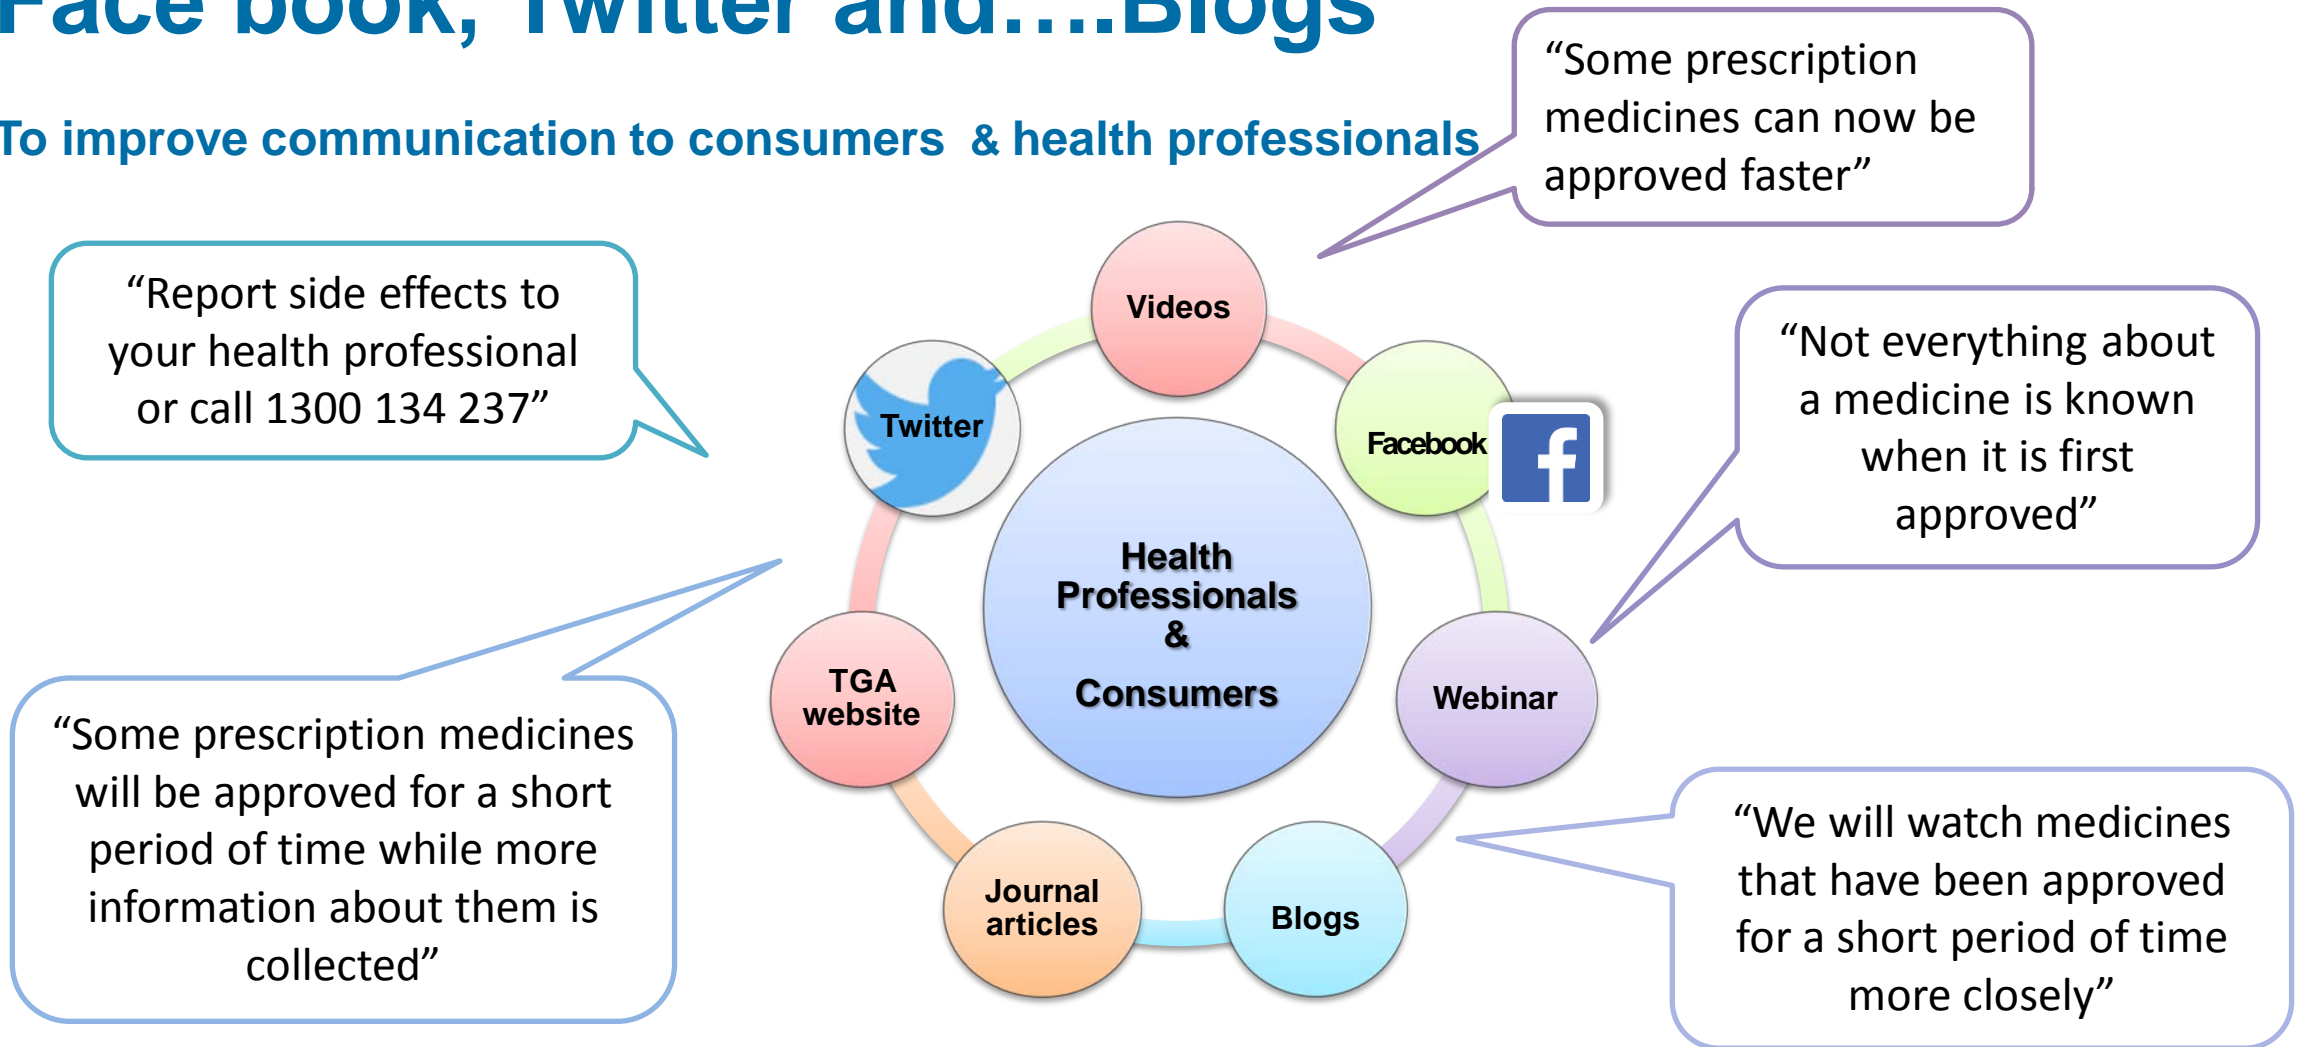 Face book, Twitter and….Blogs
To improve communication to consumers & health professionals
“Some prescription
medicines can now be
approved faster”
“Report side effects to
your health professional
or call 1300 134 237”
Videos
Twitter
Facebook
f
“Not everything about
a medicine is known
when it is first
approved”
Health
Professionals
&
Consumers
TGA
website
Webinar
“Some prescription medicines
will be approved for a short
period of time while more
information about them is
collected”
Journal
articles
Blogs
“We will watch medicines
that have been approved
for a short period of time
more closely”